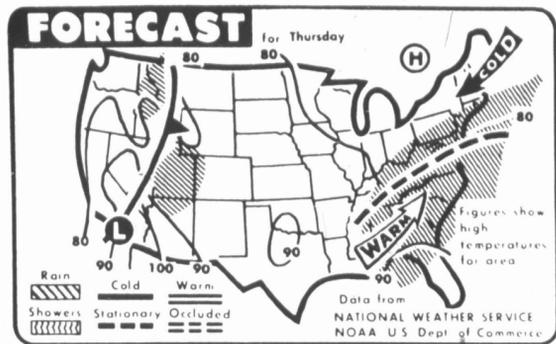 FORECAST
for Thursday
80
80
H
COLD
80
80
L
90
100
90
90
90
WARM
Figures show
high
temperatures
for area
Rain
Cold
Warm
Showers
Stationary
Occluded
Data from
NATIONAL WEATHER SERVICE
NOAA US Dept of Commerce